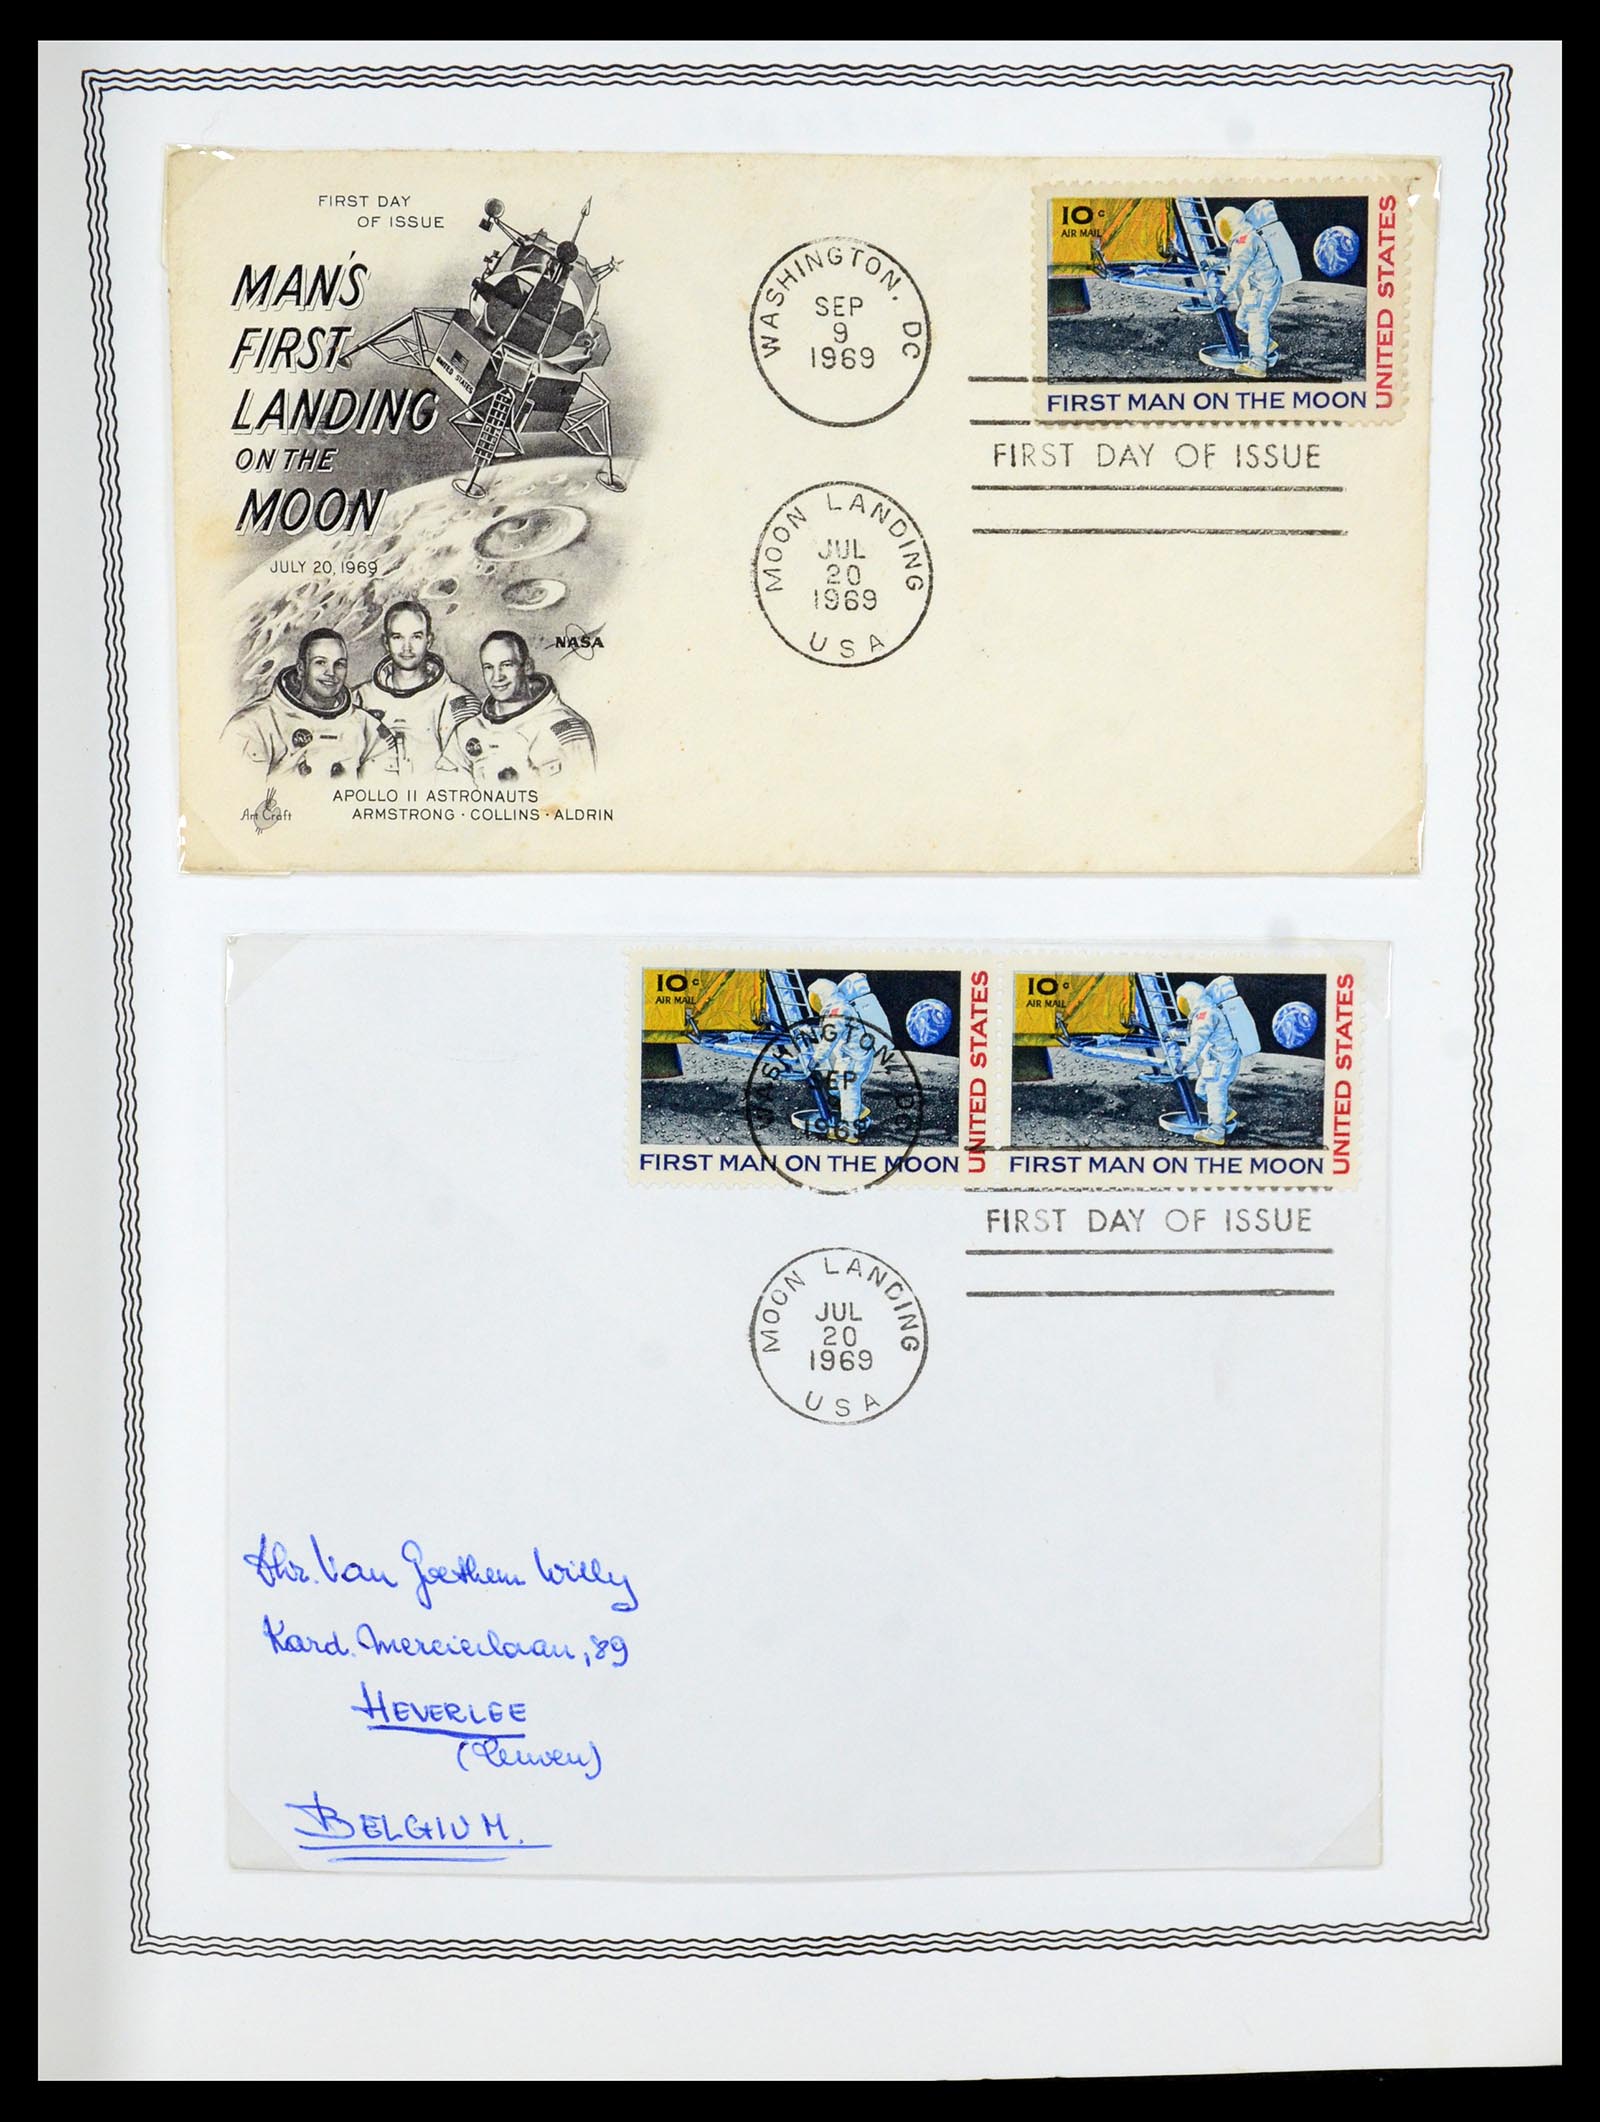 FIRST DAY
OF ISSUE
MAN'S
FIRST
LANDING
ON THE
MOON
JULY 20, 1969
UNITED STATES
NASA
APOLLO 11 ASTRONAUTS
ARMSTRONG · COLLINS · ALDRIN
Art Craft
WASHINGTON, DC
SEP
9
1969
10c
AIR MAIL
UNITED STATES
FIRST MAN ON THE MOON
FIRST DAY OF ISSUE
MOON LANDING
JUL
20
1969
USA
10c
AIR MAIL
UNITED STATES
FIRST MAN ON THE MOON
10c
AIR MAIL
UNITED STATES
FIRST MAN ON THE MOON
WASHINGTON, DC
SEP
1969
FIRST DAY OF ISSUE
MOON LANDING
JUL
20
1969
USA
Dhr. Van Goethem Willy
Kard. Mercierlaan, 89
HEVERLEE
(Leuven)
BELGIUM.